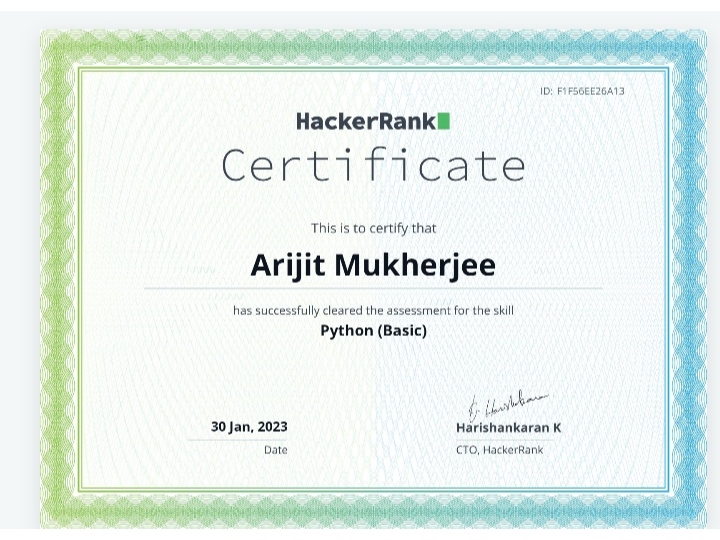 ID: F1F56EE26A13
HackerRank
Certificate
This is to certify that
Arijit Mukherjee
has successfully cleared the assessment for the skill
Python (Basic)
30 Jan, 2023
Date
Harishankaran K
CTO, HackerRank